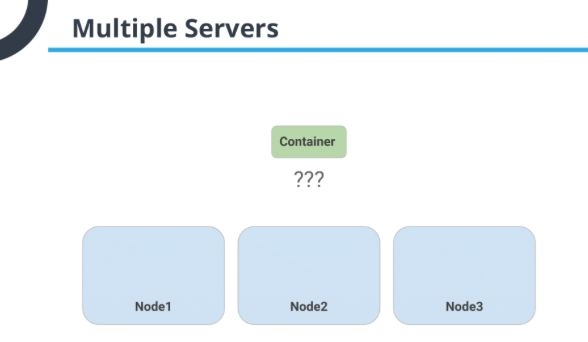 Multiple Servers
Container
???
Node1 Node2 Node3